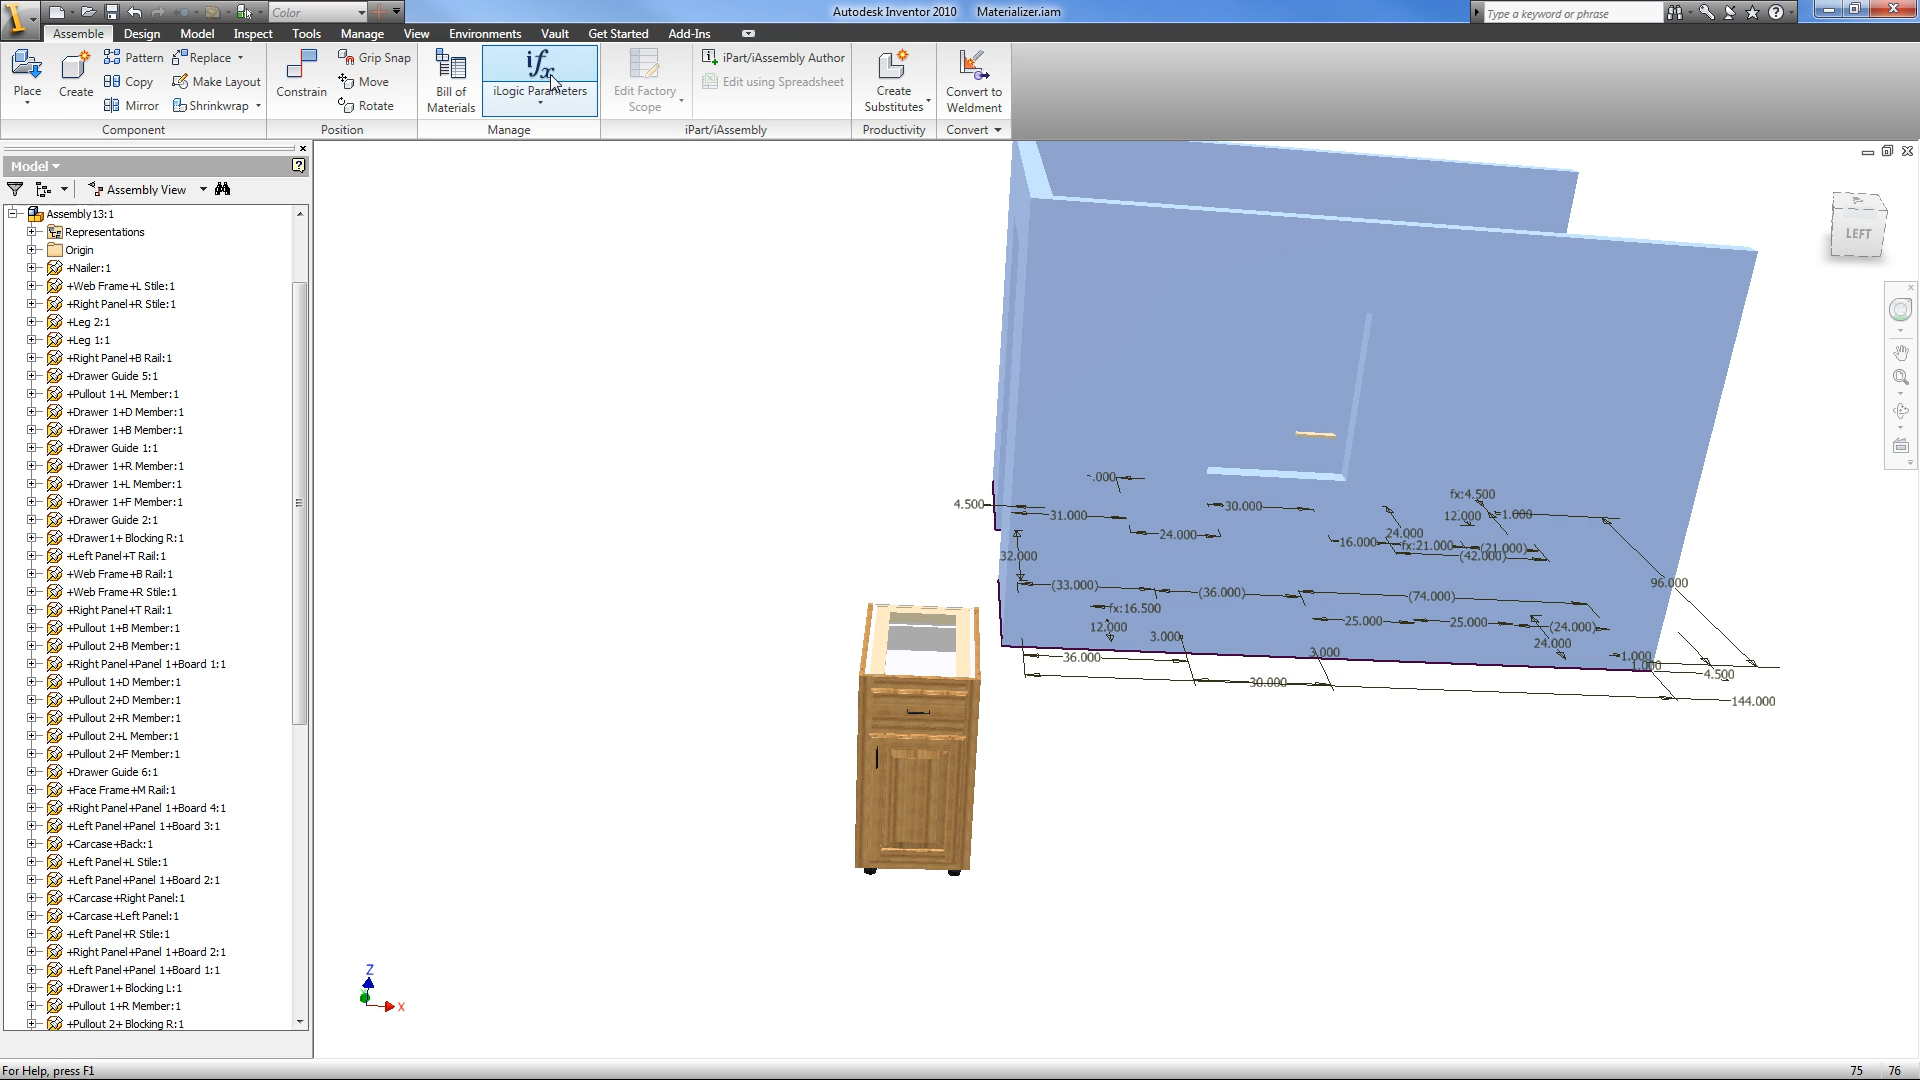 Color
Autodesk Inventor 2010 Materializer.iam
Type a keyword or phrase
Assemble Design Model Inspect Tools Manage View Environments Vault Get Started Add-Ins
Place
Create
Pattern
Copy
Mirror
Replace
Make Layout
Shrinkwrap
Constrain
Grip Snap
Move
Rotate
Bill of Materials
iLogic Parameters
Edit Factory Scope
iPart/iAssembly Author
Edit using Spreadsheet
Create Substitutes
Convert to Weldment
Component Position Manage iPart/iAssembly Productivity Convert
Model
Assembly View
Assembly13:1
Representations
Origin
+Nailer:1
+Web Frame+L Stile:1
+Right Panel+R Stile:1
+Leg 2:1
+Leg 1:1
+Right Panel+B Rail:1
+Drawer Guide 5:1
+Pullout 1+L Member:1
+Drawer 1+D Member:1
+Drawer 1+B Member:1
+Drawer Guide 1:1
+Drawer 1+R Member:1
+Drawer 1+L Member:1
+Drawer 1+F Member:1
+Drawer Guide 2:1
+Drawer1+ Blocking R:1
+Left Panel+T Rail:1
+Web Frame+B Rail:1
+Web Frame+R Stile:1
+Right Panel+T Rail:1
+Pullout 1+B Member:1
+Pullout 2+B Member:1
+Right Panel+Panel 1+Board 1:1
+Pullout 1+D Member:1
+Pullout 2+D Member:1
+Pullout 2+R Member:1
+Pullout 2+L Member:1
+Pullout 2+F Member:1
+Drawer Guide 6:1
+Face Frame+M Rail:1
+Right Panel+Panel 1+Board 4:1
+Left Panel+Panel 1+Board 3:1
+Carcase+Back:1
+Left Panel+L Stile:1
+Left Panel+Panel 1+Board 2:1
+Carcase+Right Panel:1
+Carcase+Left Panel:1
+Left Panel+R Stile:1
+Right Panel+Panel 1+Board 2:1
+Left Panel+Panel 1+Board 1:1
+Drawer1+ Blocking L:1
+Pullout 1+R Member:1
+Pullout 2+ Blocking R:1
LEFT
.000
fx:4.500
4.500
31.000
30.000
12.000
1.000
24.000
24.000
16.000
fx:21.000
(21.000)
(42.000)
32.000
96.000
(33.000)
(36.000)
(74.000)
fx:16.500
12.000
3.000
25.000
25.000
(24.000)
24.000
36.000
3.000
1.000
1.000
4.500
30.000
144.000
Z
X
For Help, press F1
75 76